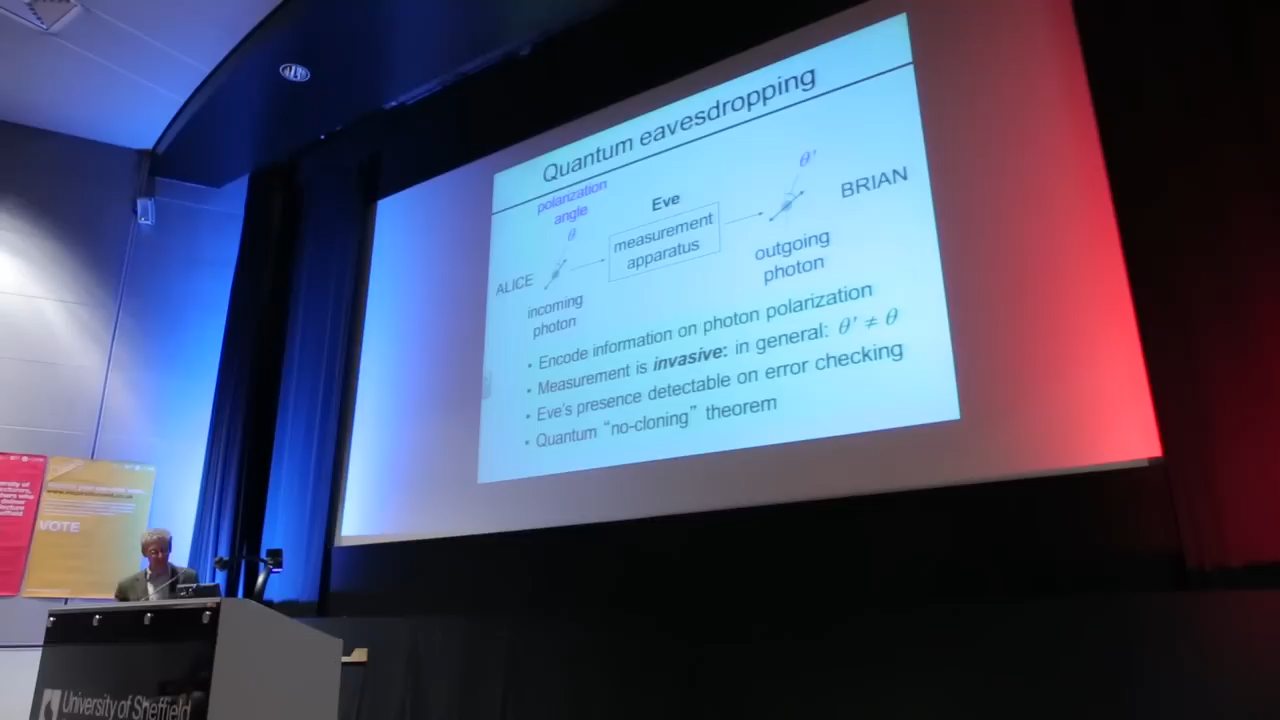 Quantum eavesdropping
polarization
angle
θ
Eve
measurement
apparatus
θ'
BRIAN
ALICE
incoming
photon
outgoing
photon
• Encode information on photon polarization
• Measurement is invasive: in general: θ' ≠ θ
• Eve's presence detectable on error checking
• Quantum “no-cloning” theorem
VOTE
University of Sheffield